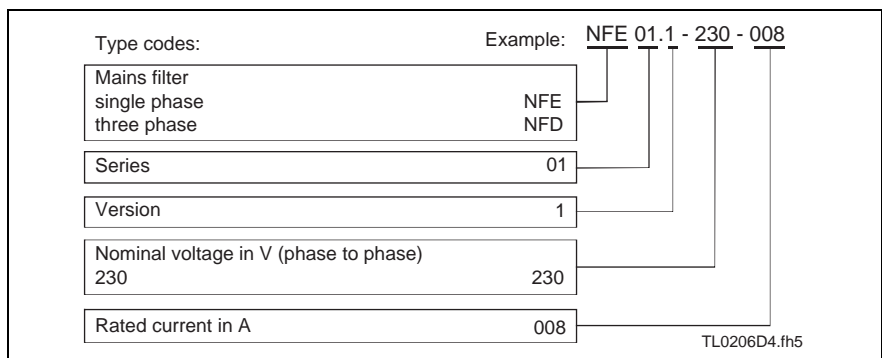 Type codes: Example: NFE 01.1 - 230 - 008
Mains filter
single phase NFE
three phase NFD
Series 01
Version 1
Nominal voltage in V (phase to phase)
230 230
Rated current in A 008
TL0206D4.fh5